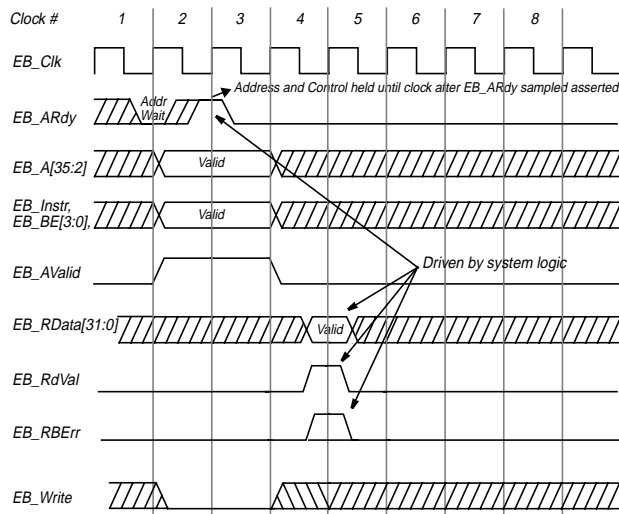 Clock # 1 2 3 4 5 6 7 8
EB_Clk
Address and Control held until clock after EB_ARdy sampled asserted
EB_ARdy
Addr
Wait
EB_A[35:2]
Valid
EB_Instr,
EB_BE[3:0],
Valid
EB_AValid
Driven by system logic
EB_RData[31:0]
Valid
EB_RdVal
EB_RBErr
EB_Write